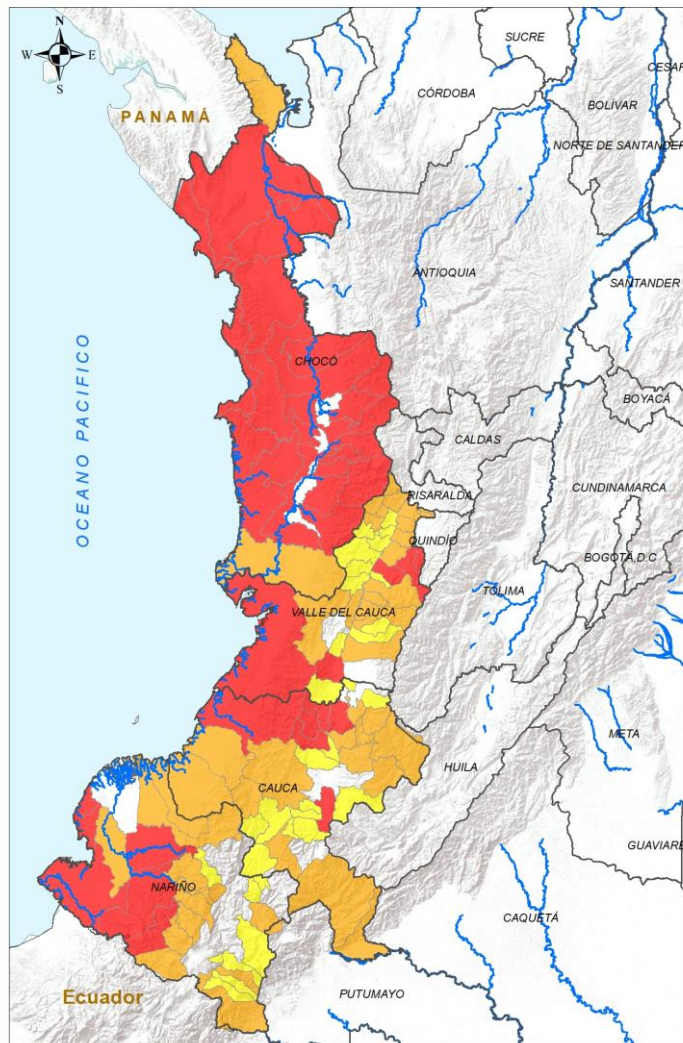 N
W E
S
SUCRE
CESAR
CÓRDOBA
BOLÍVAR
PANAMÁ
NORTE DE SANTANDER
ANTIOQUIA
SANTANDER
OCEANO PACIFICO
CHOCÓ
BOYACÁ
CALDAS
CUNDINAMARCA
RISARALDA
QUINDÍO
BOGOTÁ D.C
TOLIMA
VALLE DEL CAUCA
META
HUILA
CAUCA
GUAVIARE
NARIÑO
CAQUETÁ
Ecuador
PUTUMAYO